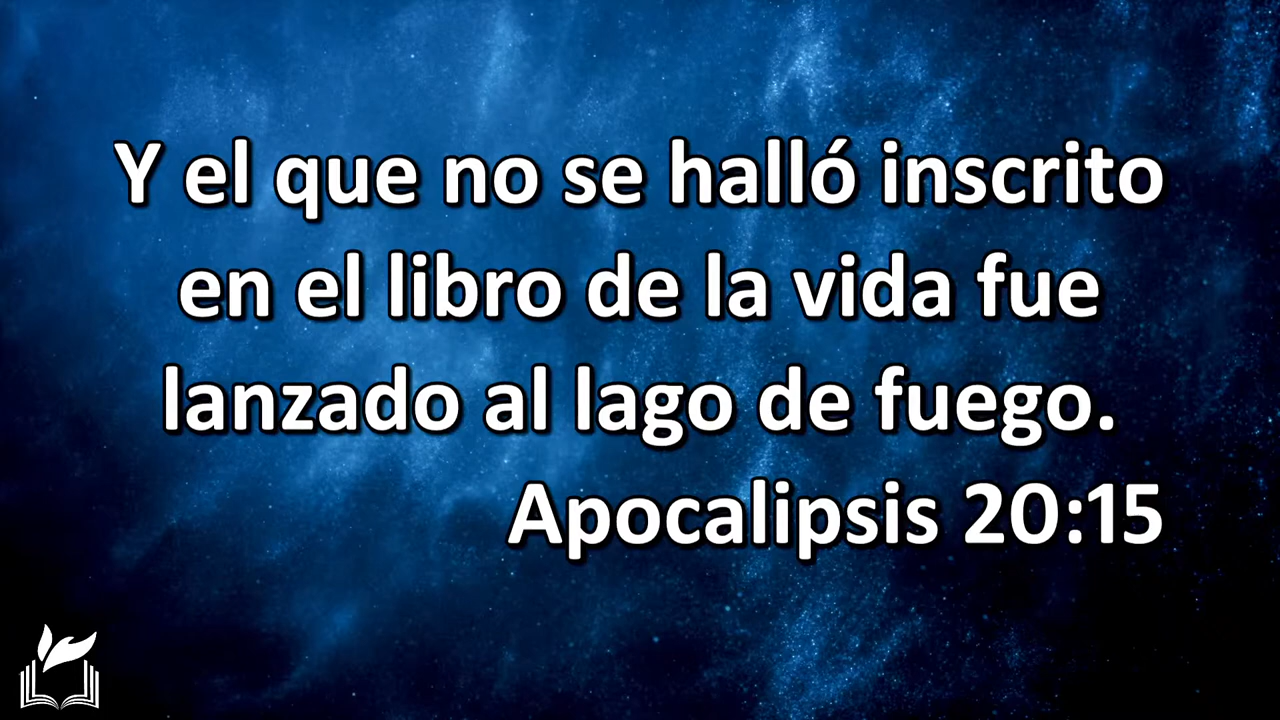 Y el que no se halló inscrito
en el libro de la vida fue
lanzado al lago de fuego.
Apocalipsis 20:15